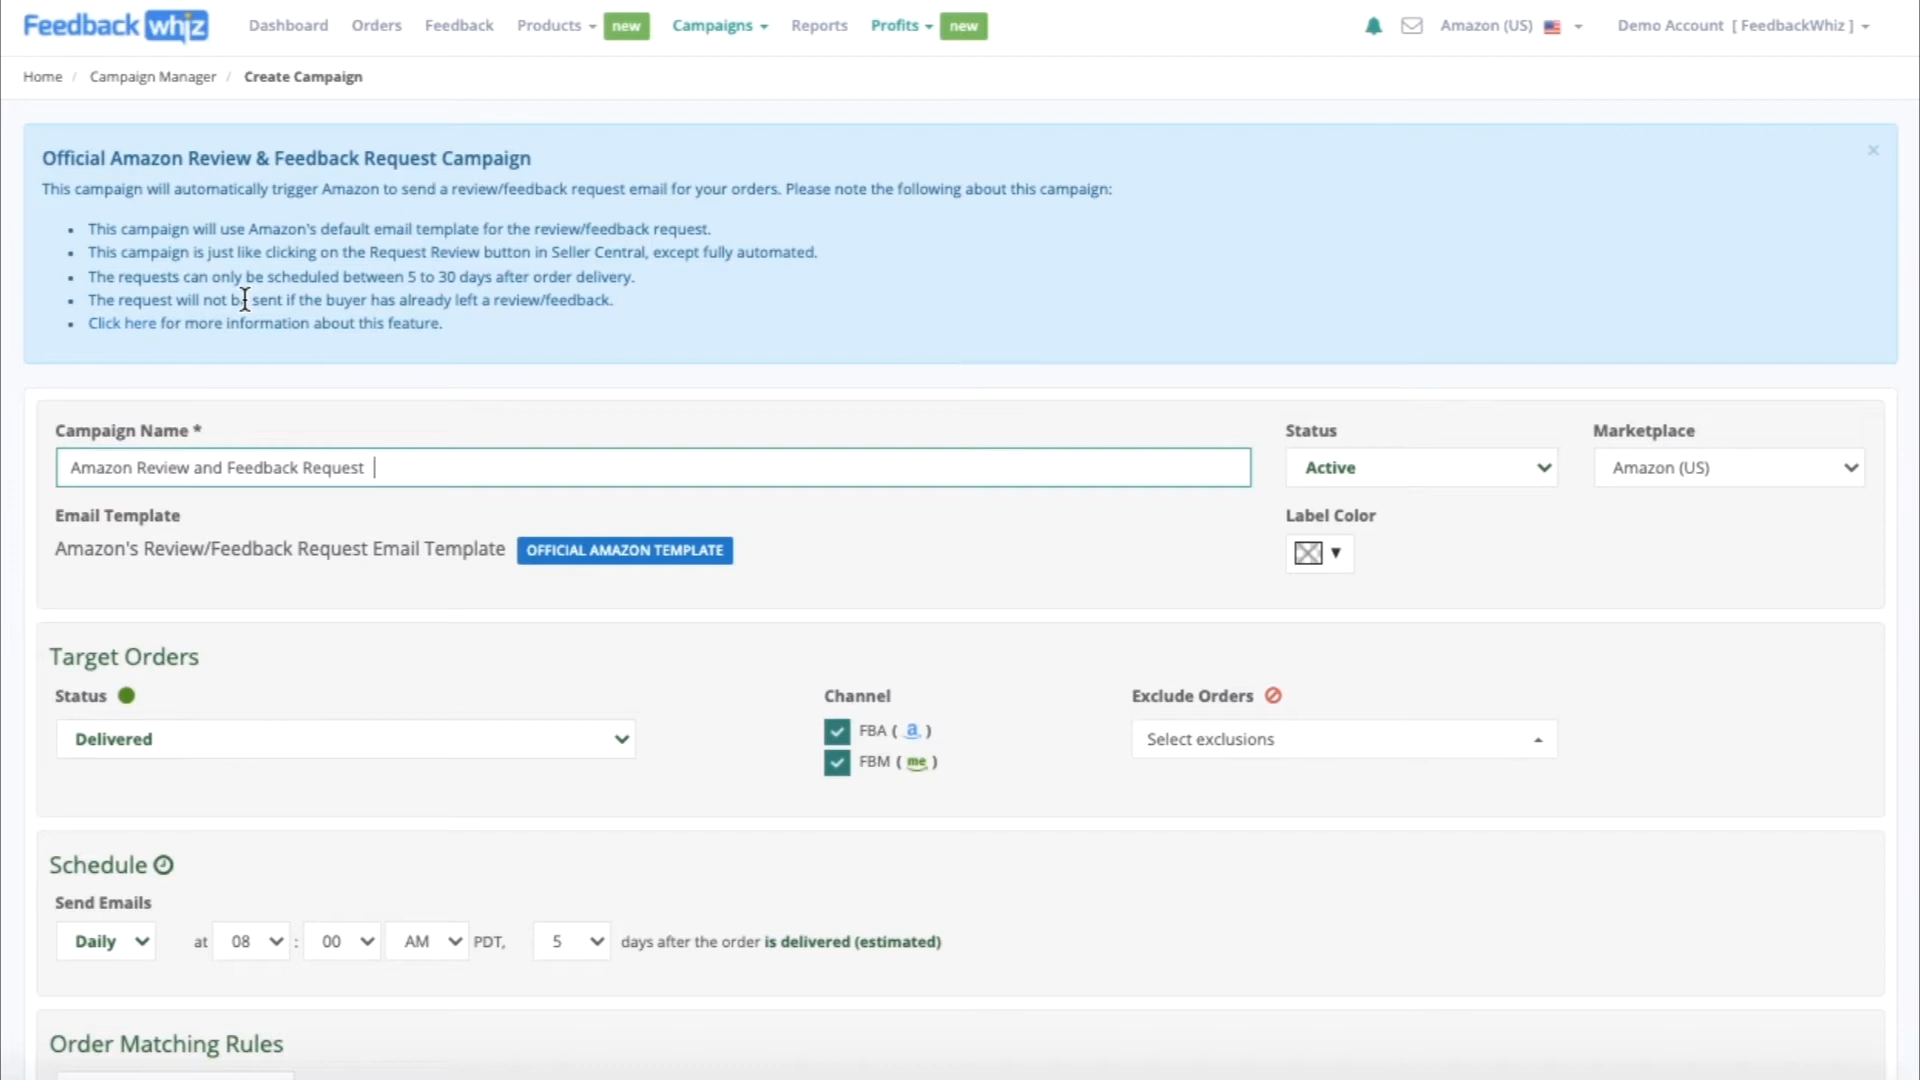 Feedback whiz Dashboard Orders Feedback Products new Campaigns Reports Profits new Amazon (US) Demo Account [ FeedbackWhiz ]
Home / Campaign Manager / Create Campaign
Official Amazon Review & Feedback Request Campaign ×
This campaign will automatically trigger Amazon to send a review/feedback request email for your orders. Please note the following about this campaign:
• This campaign will use Amazon's default email template for the review/feedback request.
• This campaign is just like clicking on the Request Review button in Seller Central, except fully automated.
• The requests can only be scheduled between 5 to 30 days after order delivery.
• The request will not be sent if the buyer has already left a review/feedback.
• Click here for more information about this feature.
Campaign Name * Status Marketplace
Amazon Review and Feedback Request Active Amazon (US)
Email Template Label Color
Amazon's Review/Feedback Request Email Template OFFICIAL AMAZON TEMPLATE
Target Orders
Status Channel Exclude Orders
Delivered FBA ( a ) Select exclusions
FBM ( me )
Schedule
Send Emails
Daily at 08 : 00 AM PDT, 5 days after the order is delivered (estimated)
Order Matching Rules